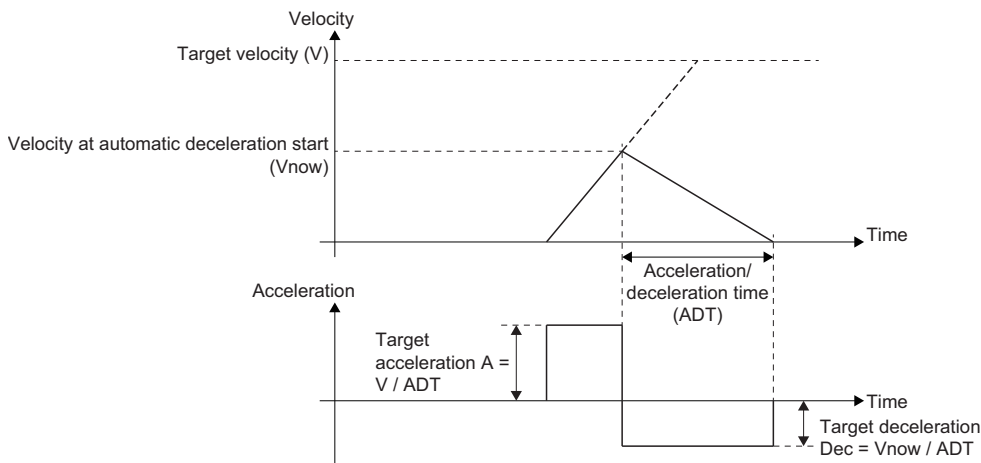 Velocity
Target velocity (V)
Velocity at automatic deceleration start
(Vnow)
Time
Acceleration/
deceleration time
(ADT)
Acceleration
Target
acceleration A =
V / ADT
Time
Target deceleration
Dec = Vnow / ADT